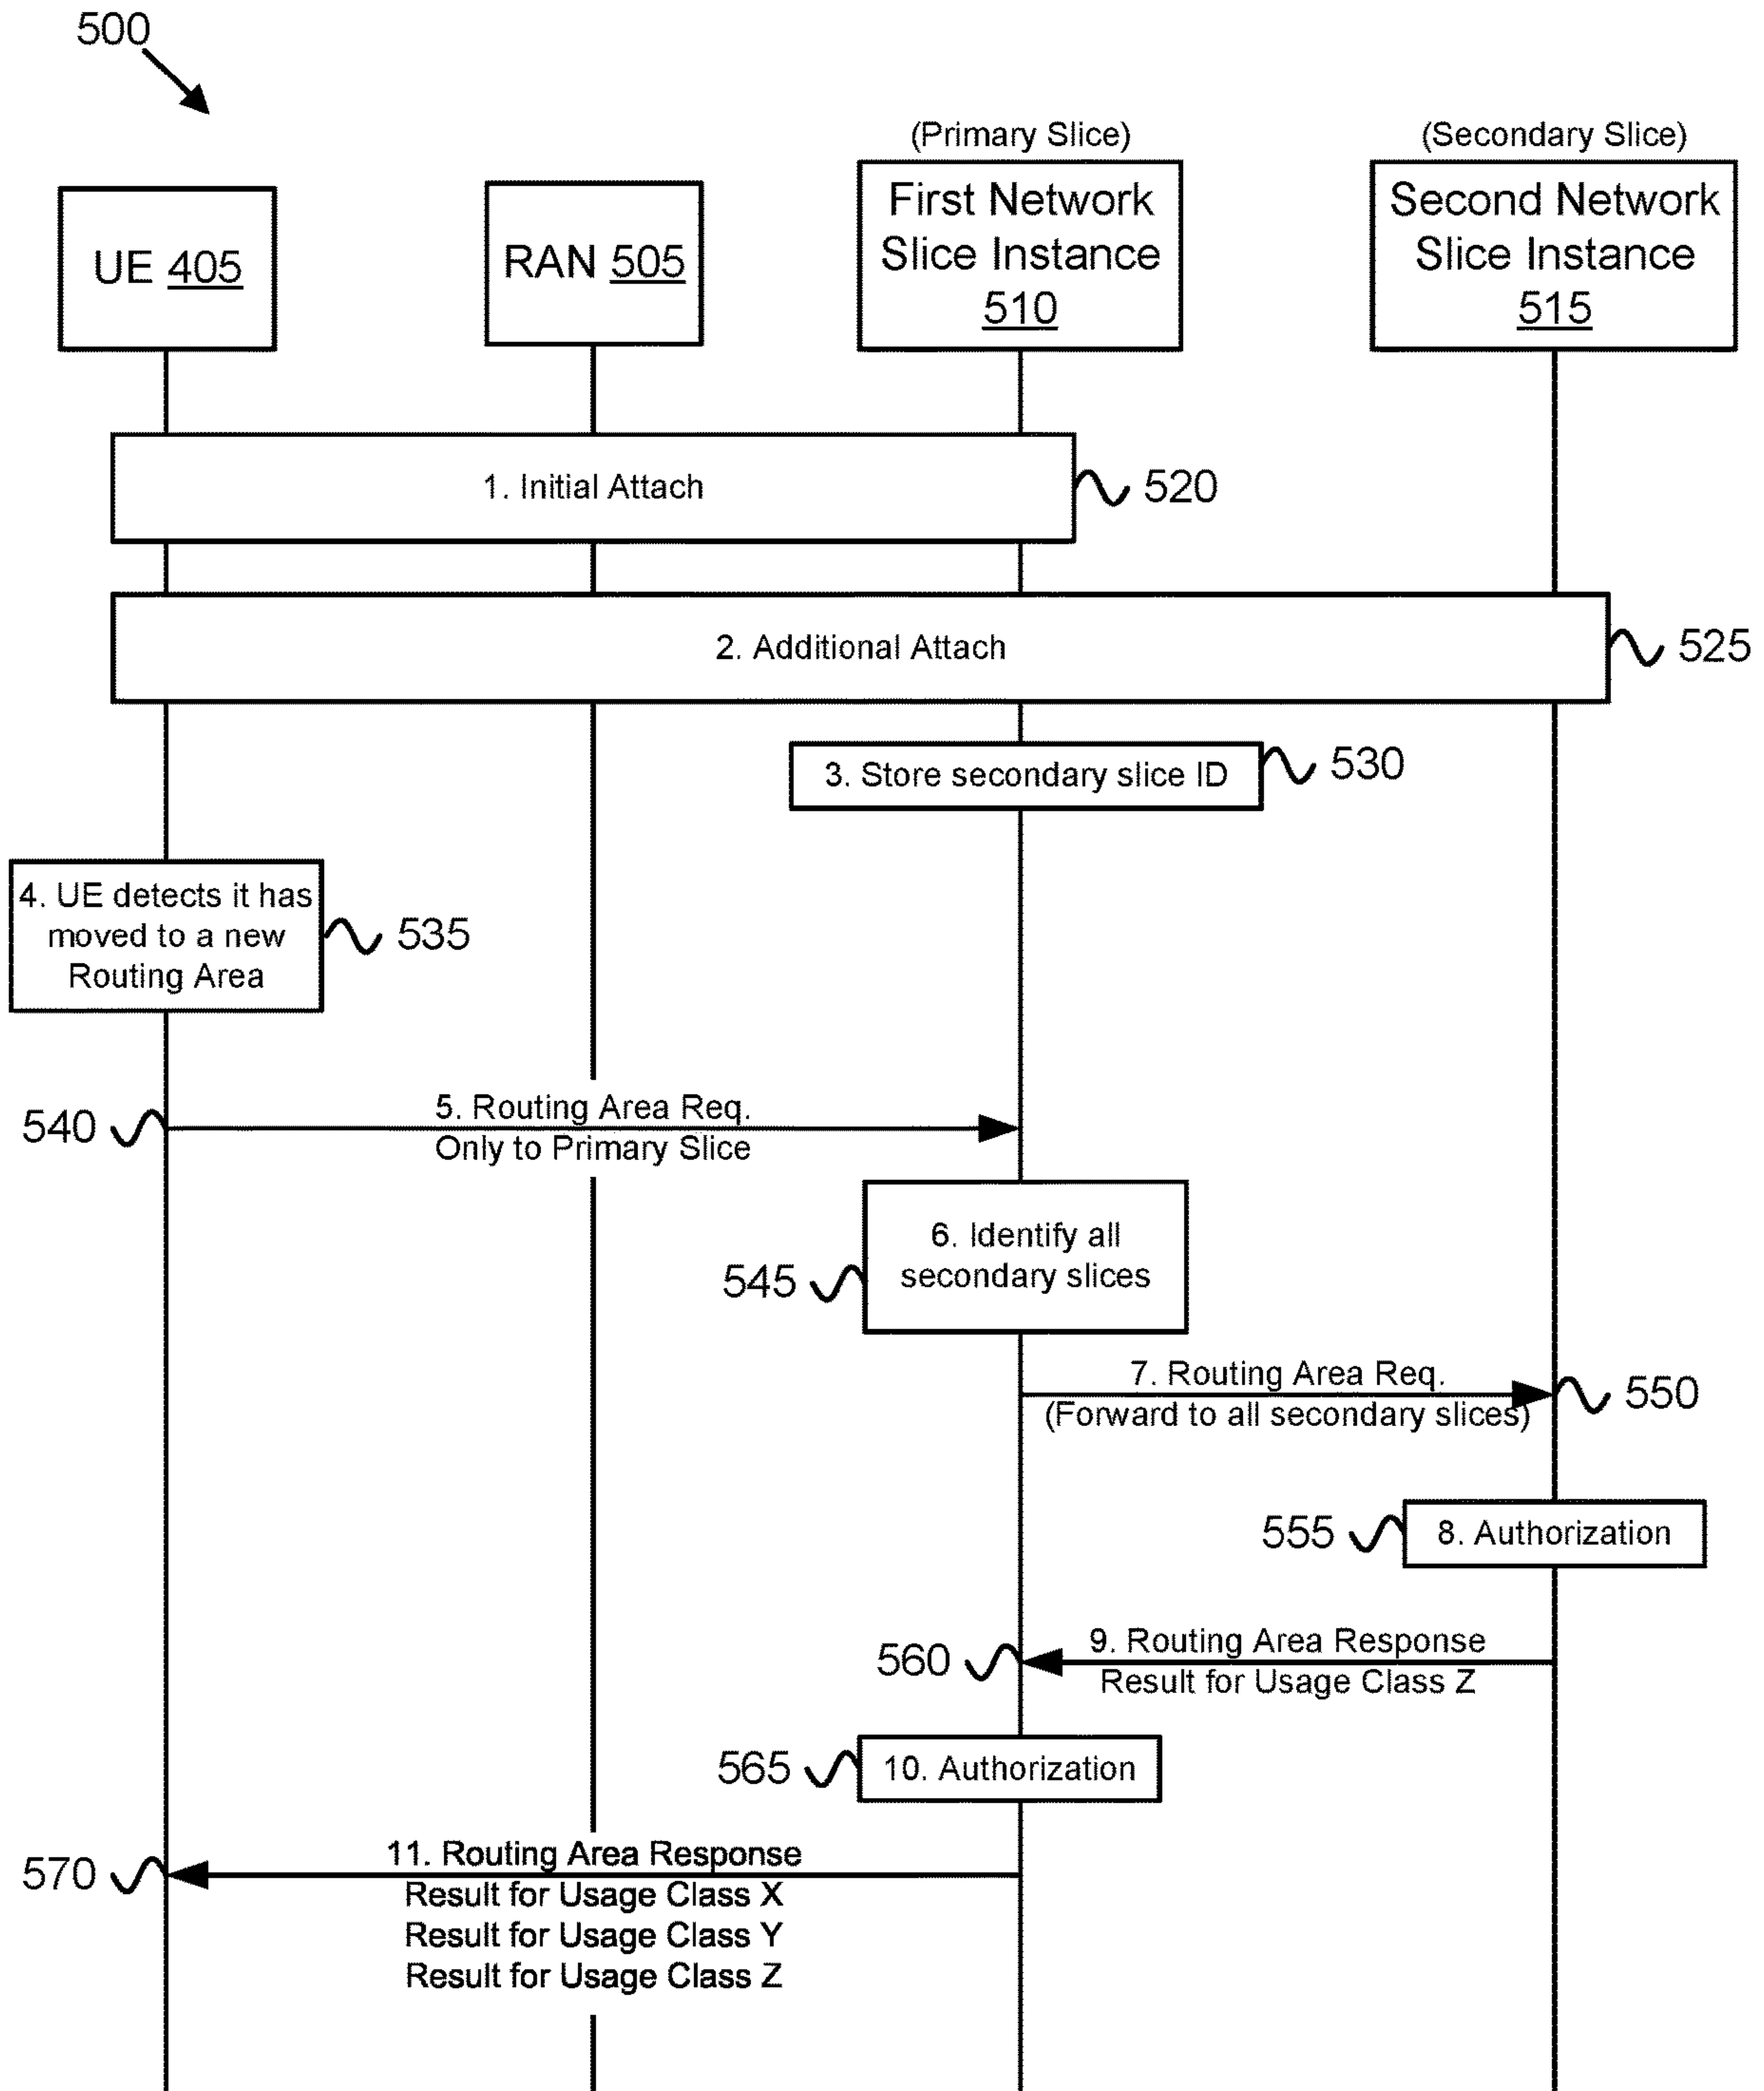 500
(Primary Slice)
(Secondary Slice)
UE 405
RAN 505
First Network
Slice Instance
510
Second Network
Slice Instance
515
1. Initial Attach
520
2. Additional Attach
525
3. Store secondary slice ID
530
4. UE detects it has
moved to a new
Routing Area
535
540
5. Routing Area Req.
Only to Primary Slice
6. Identify all
secondary slices
545
7. Routing Area Req.
(Forward to all secondary slices)
550
555
8. Authorization
560
9. Routing Area Response
Result for Usage Class Z
565
10. Authorization
570
11. Routing Area Response
Result for Usage Class X
Result for Usage Class Y
Result for Usage Class Z